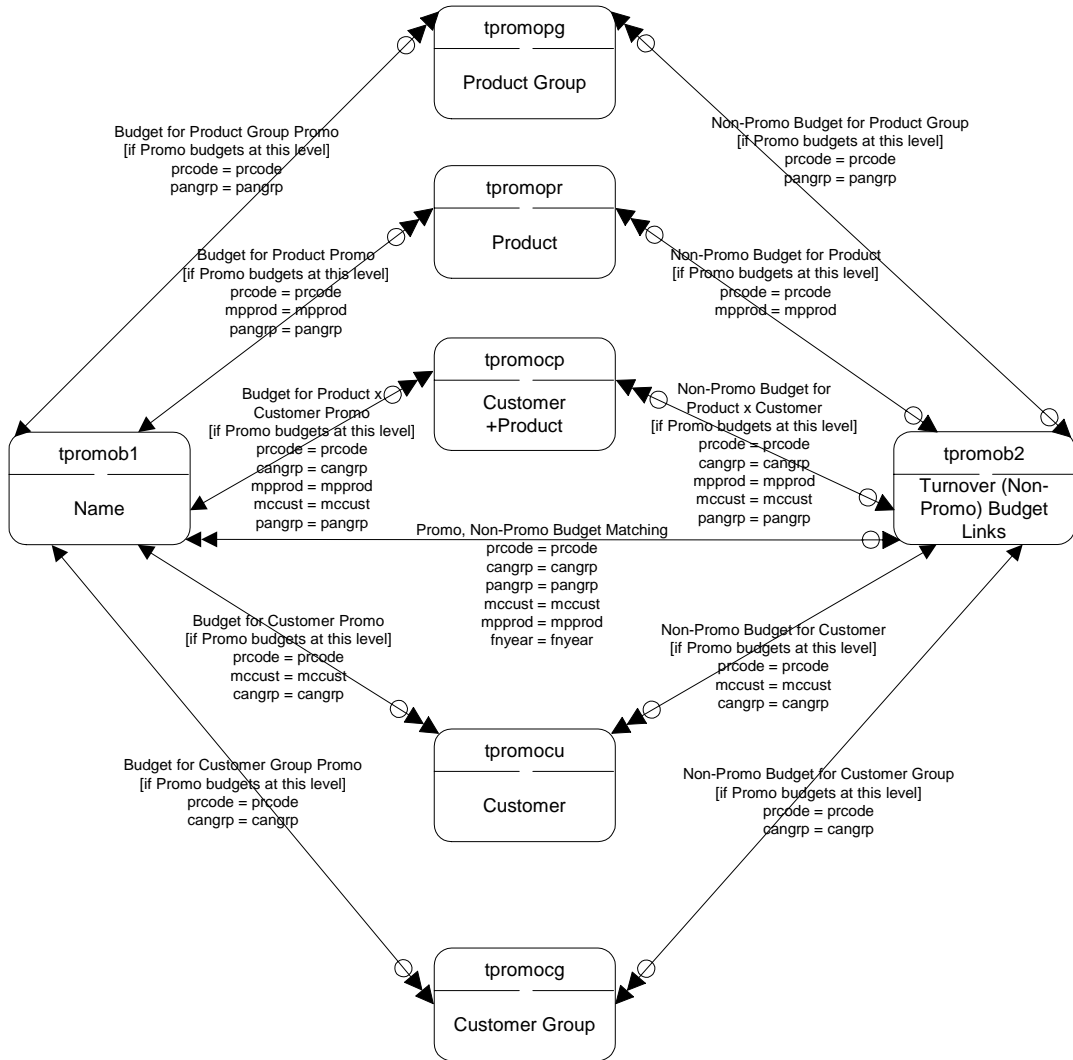 tpromopg
Product Group
Budget for Product Group Promo
[if Promo budgets at this level]
prcode = prcode
pangrp = pangrp
Non-Promo Budget for Product Group
[if Promo budgets at this level]
prcode = prcode
pangrp = pangrp
tpromopr
Product
Budget for Product Promo
[if Promo budgets at this level]
prcode = prcode
mpprod = mpprod
pangrp = pangrp
Non-Promo Budget for Product
[if Promo budgets at this level]
prcode = prcode
mpprod = mpprod
tpromocp
Customer
+Product
Budget for Product x
Customer Promo
[if Promo budgets at this level]
prcode = prcode
cangrp = cangrp
mpprod = mpprod
mccust = mccust
pangrp = pangrp
Non-Promo Budget for
Product x Customer
[if Promo budgets at this level]
prcode = prcode
cangrp = cangrp
mpprod = mpprod
mccust = mccust
pangrp = pangrp
tpromob1
Name
tpromob2
Turnover (Non-
Promo) Budget
Links
Promo, Non-Promo Budget Matching
prcode = prcode
cangrp = cangrp
pangrp = pangrp
mccust = mccust
mpprod = mpprod
fnyear = fnyear
Budget for Customer Promo
[if Promo budgets at this level]
prcode = prcode
mccust = mccust
cangrp = cangrp
Non-Promo Budget for Customer
[if Promo budgets at this level]
prcode = prcode
mccust = mccust
cangrp = cangrp
tpromocu
Customer
Budget for Customer Group Promo
[if Promo budgets at this level]
prcode = prcode
cangrp = cangrp
Non-Promo Budget for Customer Group
[if Promo budgets at this level]
prcode = prcode
cangrp = cangrp
tpromocg
Customer Group